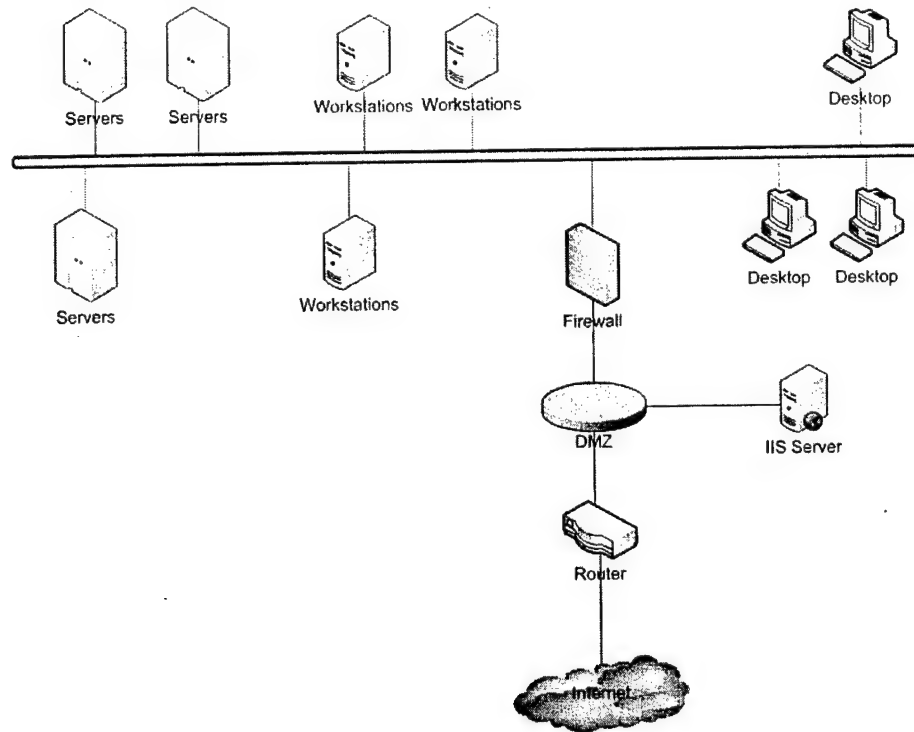 Desktop
Workstations
Workstations
Servers
Servers
Desktop
Desktop
Workstations
Servers
Firewall
DMZ
IIS Server
Router
Internet